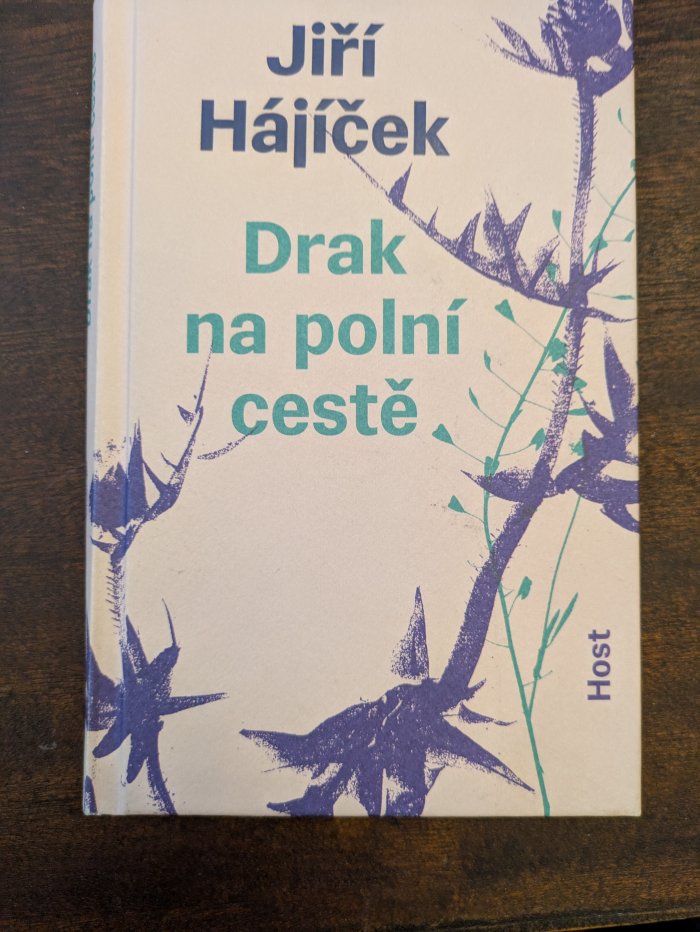 Jiří
Hájíček
Drak
na polní
cestě
Host